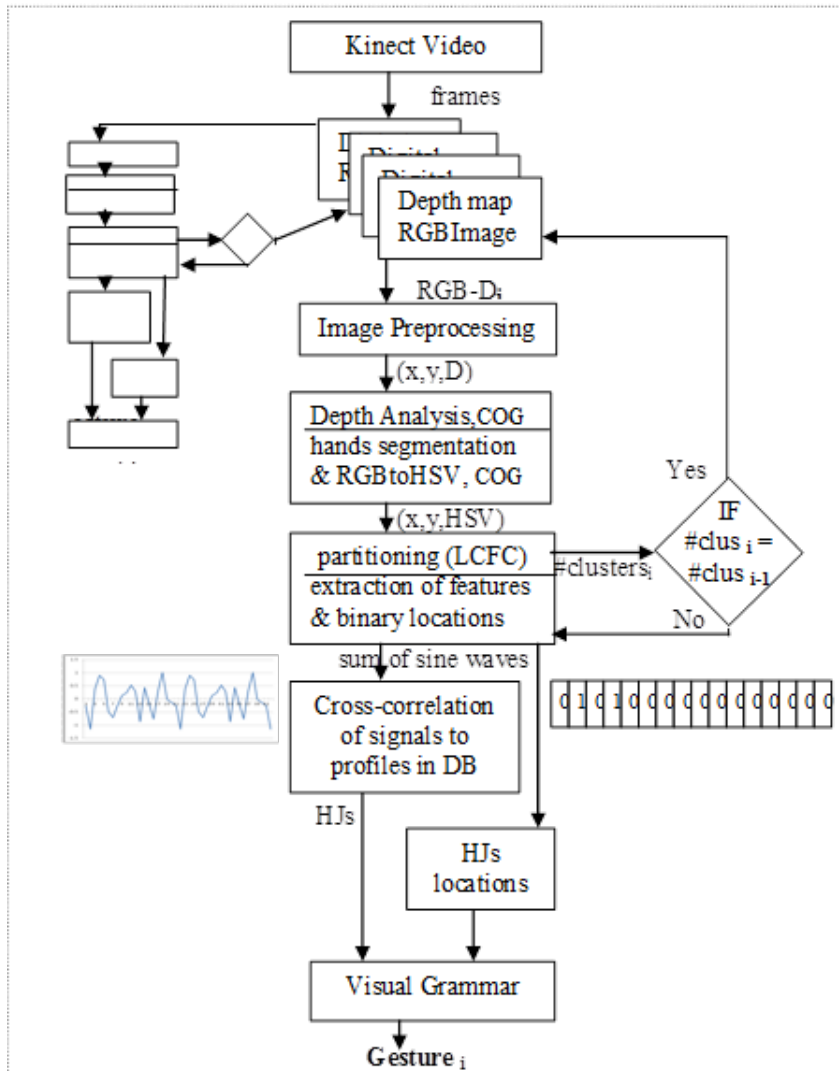 Kinect Video
frames
Digital
Digital
Depth map
RGBImage
RGB-Di
Image Preprocessing
(x,y,D)
Depth Analysis,COG
hands segmentation
& RGBtoHSV, COG
Yes
IF
#clus i =
#clus i-1
(x,y,HSV)
partitioning (LCFC)
#clustersi
extraction of features
& binary locations
No
sum of sine waves
0 1 0 1 0 0 0 0 0 0 0 0 0 0 0 0
Cross-correlation
of signals to
profiles in DB
HJs
HJs
locations
Visual Grammar
Gesture i